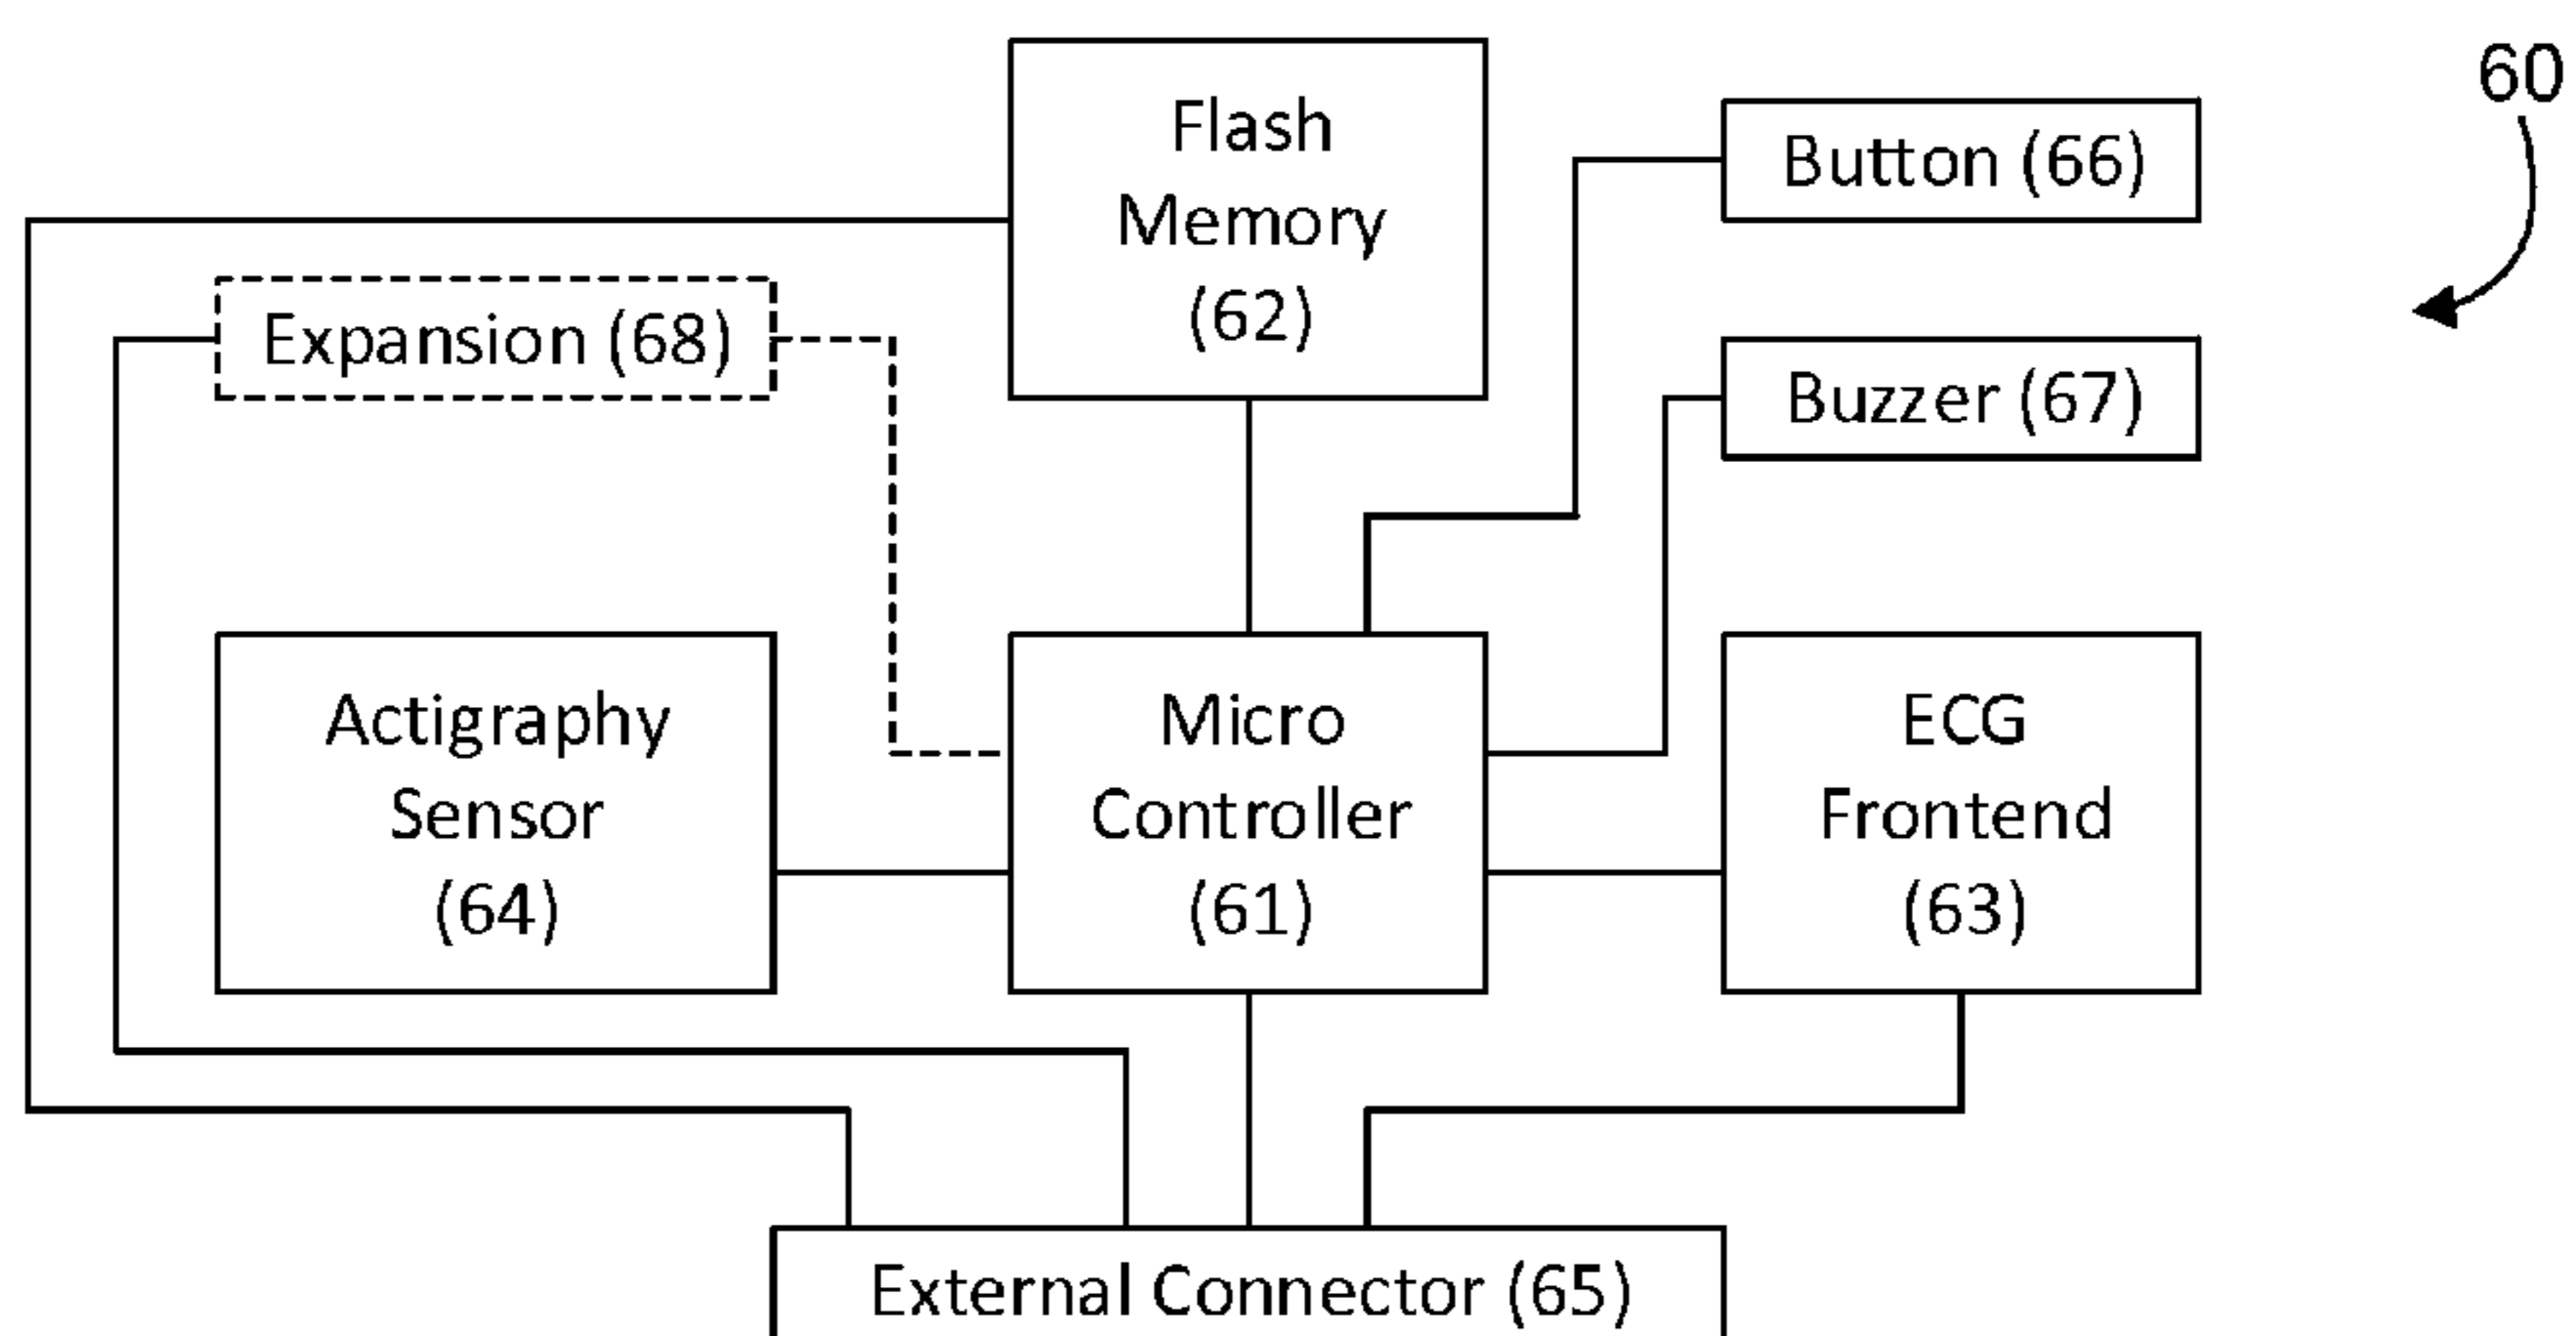 60
Flash
Memory
(62)
Button (66)
Expansion (68)
Buzzer (67)
Actigraphy
Sensor
(64)
Micro
Controller
(61)
ECG
Frontend
(63)
External Connector (65)